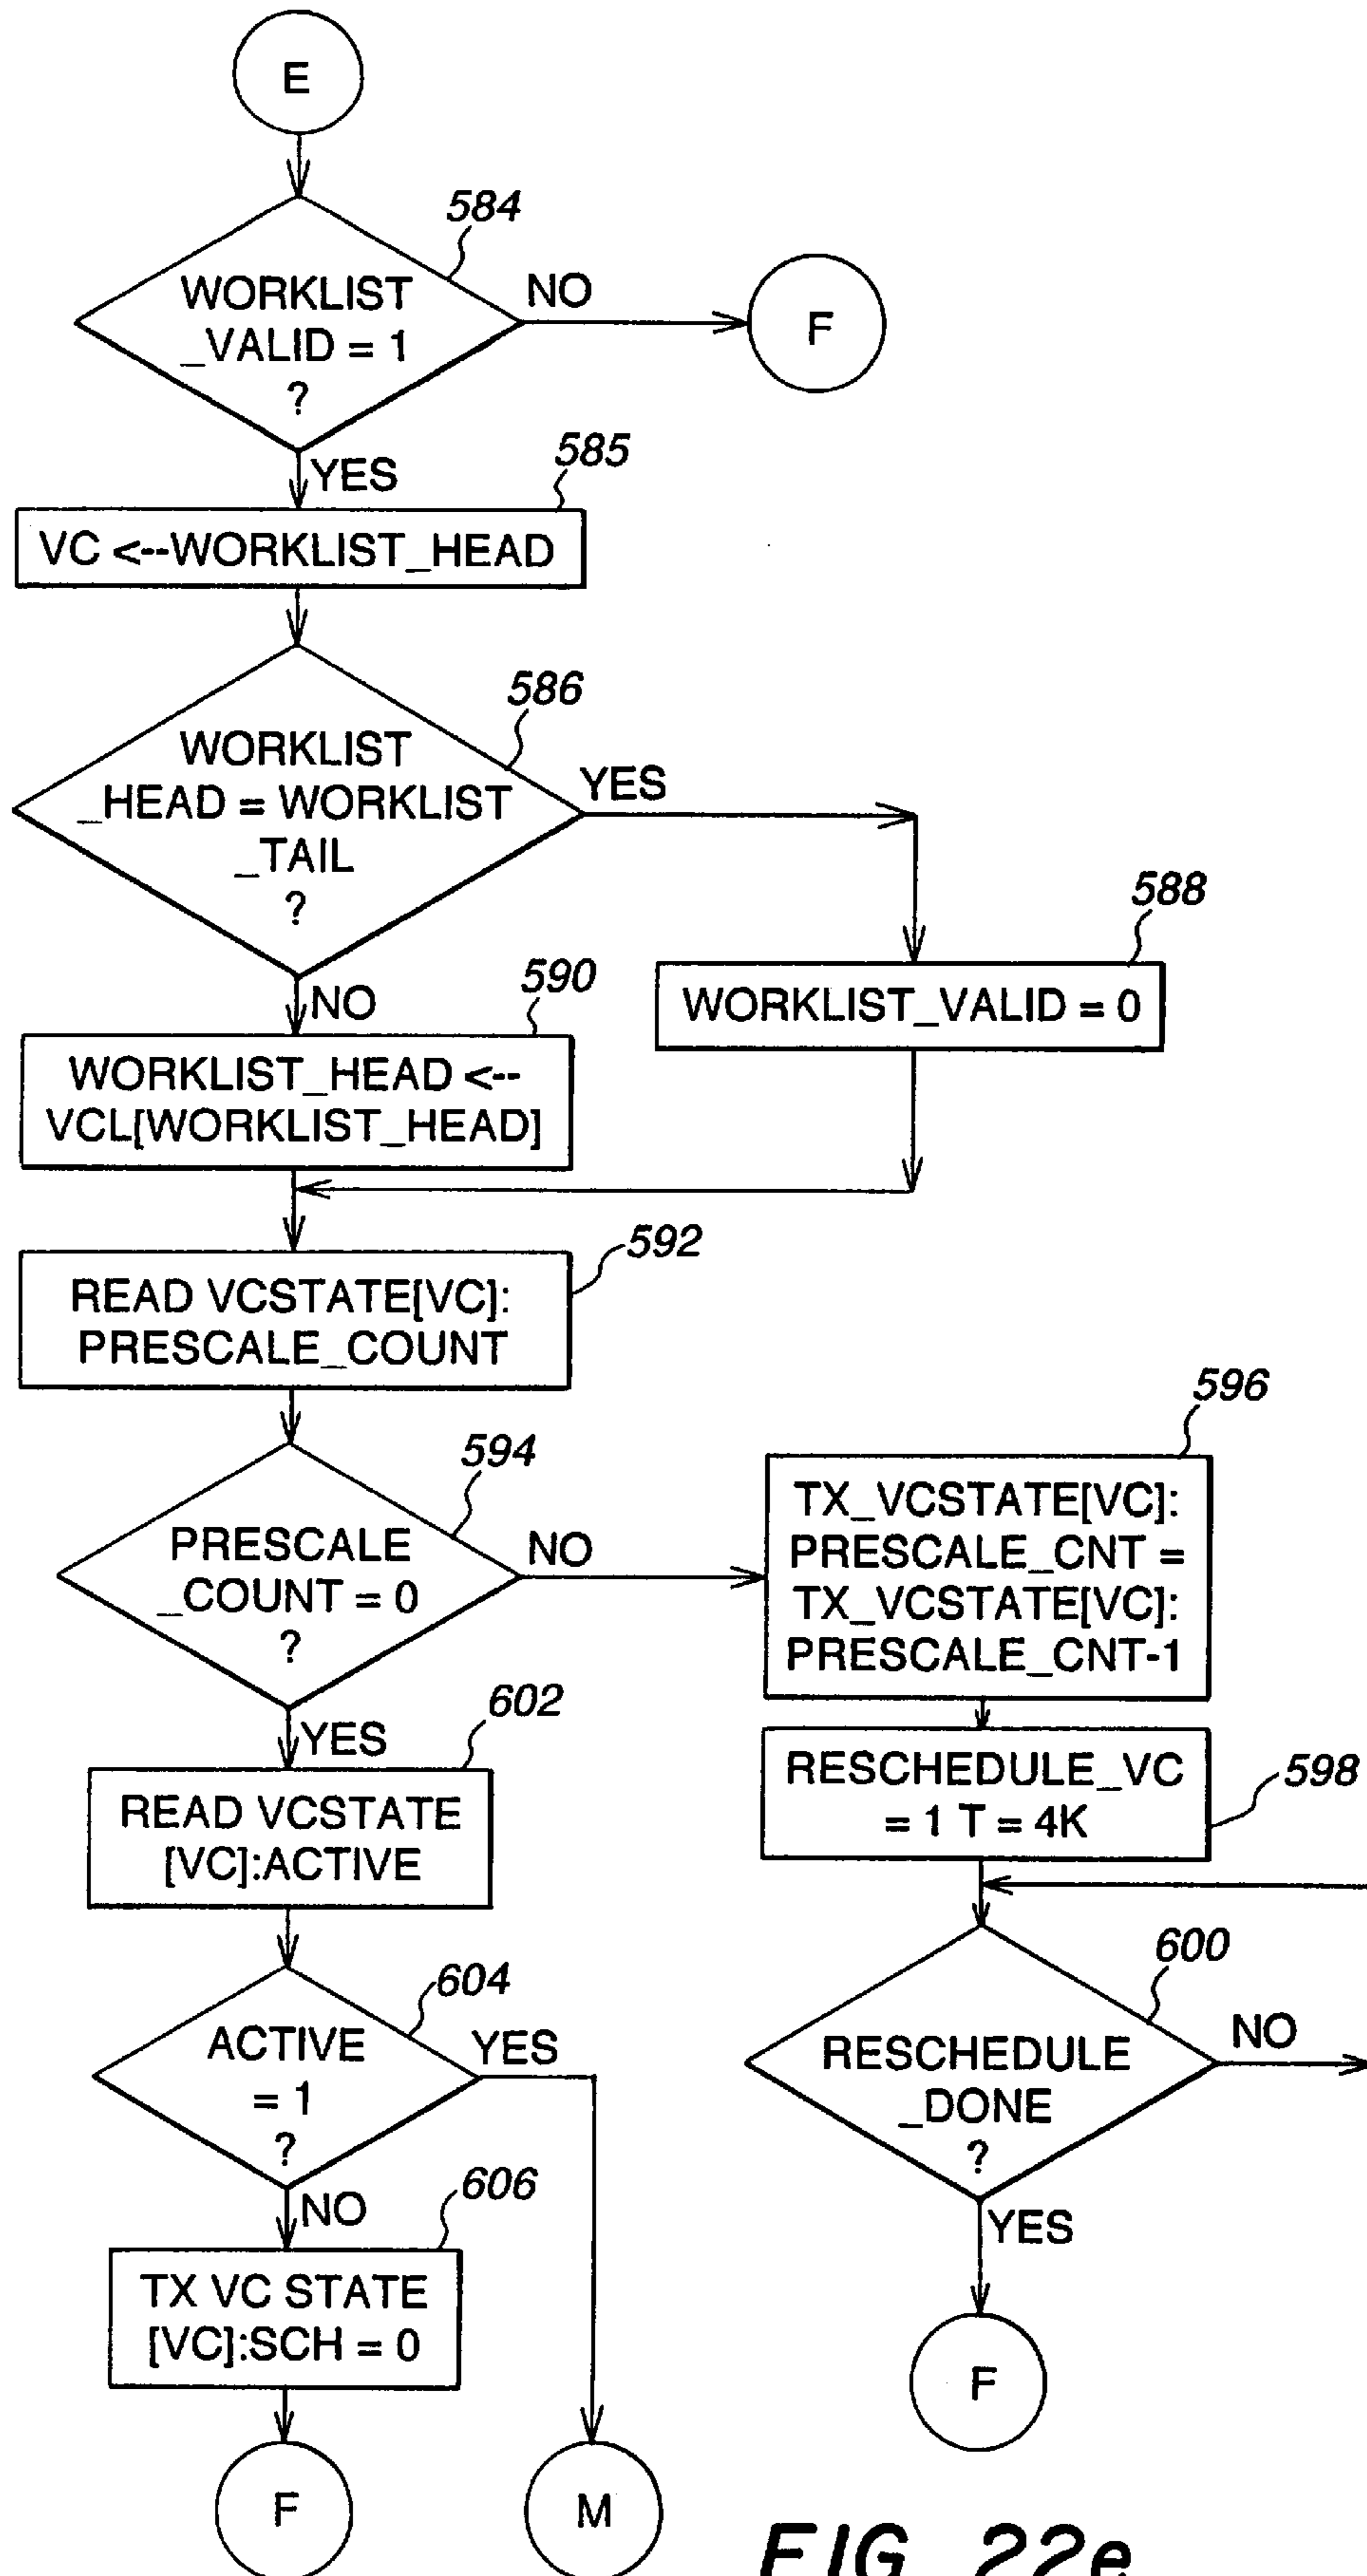 E
584
WORKLIST
_VALID = 1
?
NO
F
YES
585
VC <--WORKLIST_HEAD
586
WORKLIST
_HEAD = WORKLIST
_TAIL
?
YES
588
WORKLIST_VALID = 0
NO
590
WORKLIST_HEAD <--
VCL[WORKLIST_HEAD]
592
READ VCSTATE[VC]:
PRESCALE_COUNT
594
PRESCALE
_COUNT = 0
?
NO
596
TX_VCSTATE[VC]:
PRESCALE_CNT =
TX_VCSTATE[VC]:
PRESCALE_CNT-1
YES
602
READ VCSTATE
[VC]:ACTIVE
RESCHEDULE_VC
= 1 T = 4K
598
604
ACTIVE
= 1
?
YES
600
RESCHEDULE
_DONE
?
NO
YES
F
NO
606
TX VC STATE
[VC]:SCH = 0
F
M
FIG. 22e